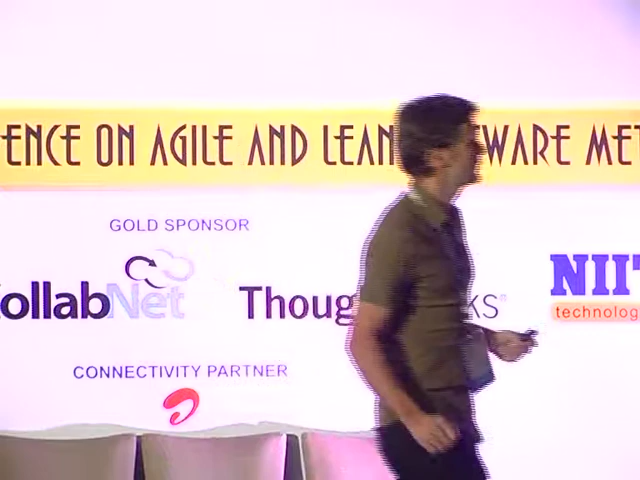 ENCE ON AGILE AND LEAN WARE MET
GOLD SPONSOR
ollabNet
Thoug ks®
NIIT
technolog
CONNECTIVITY PARTNER